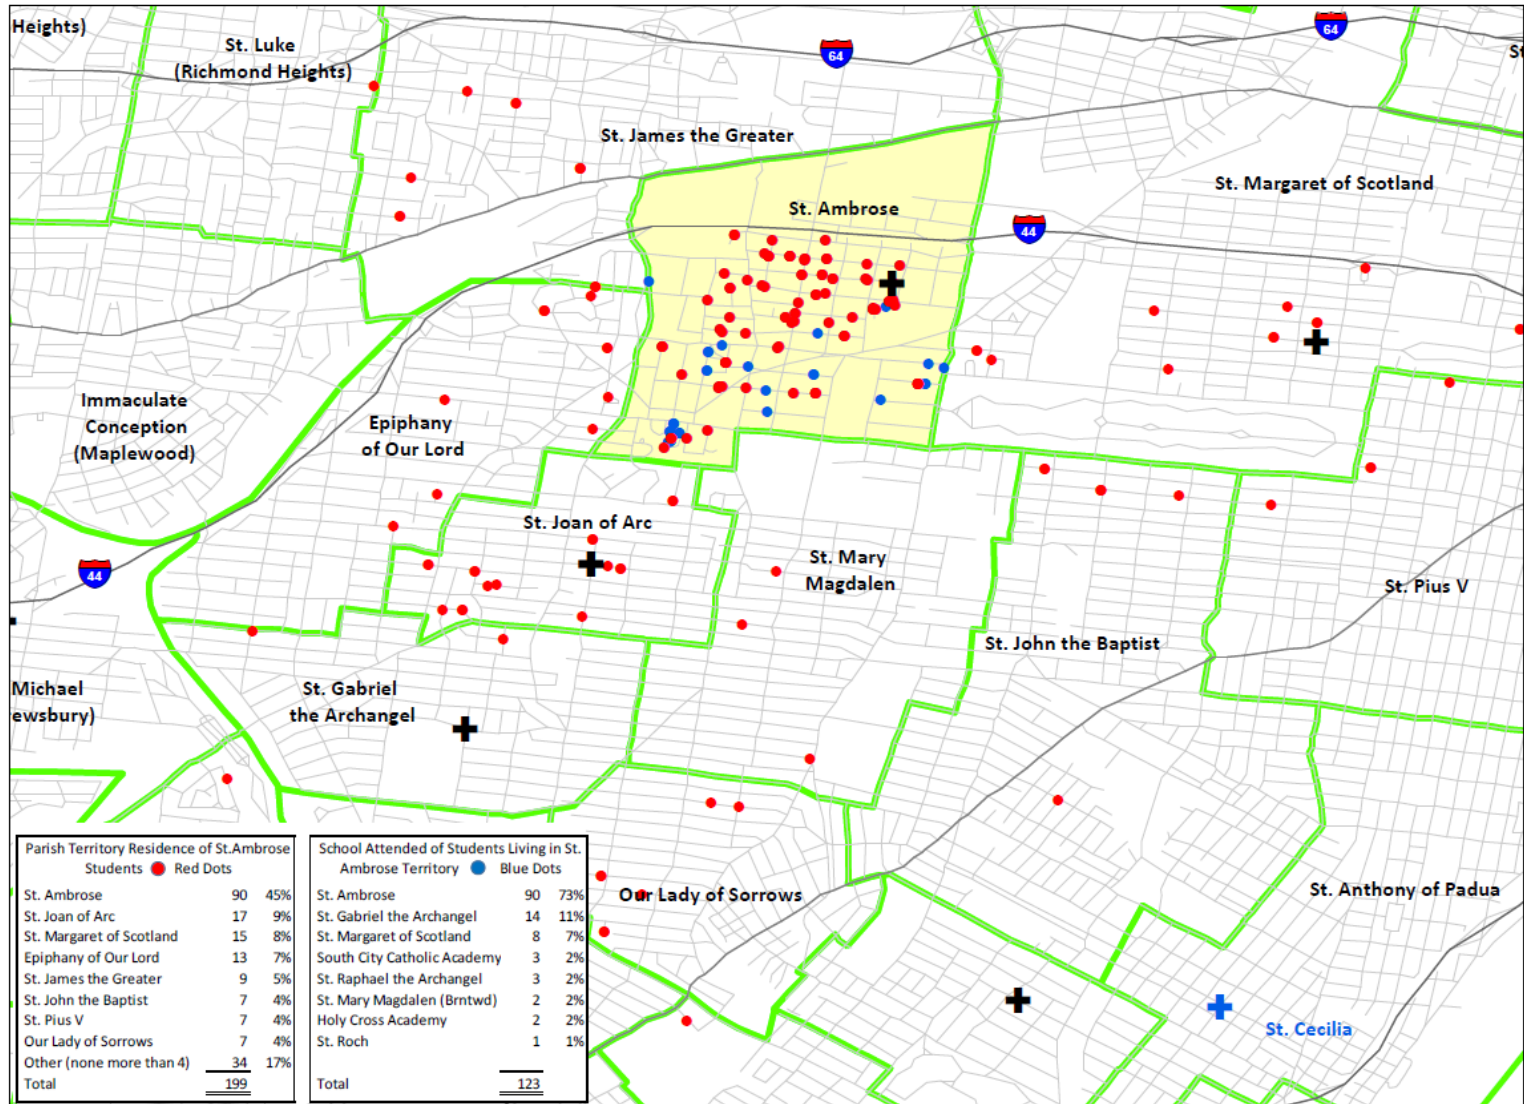 Heights)
St. Luke
(Richmond Heights)
64
64
St
St. James the Greater
St. Margaret of Scotland
St. Ambrose
44
Immaculate
Conception
(Maplewood)
Epiphany
of Our Lord
St. Joan of Arc
St. Mary
Magdalen
44
St. Pius V
St. John the Baptist
Michael
ewsbury)
St. Gabriel
the Archangel
Our Lady of Sorrows
St. Anthony of Padua
St. Cecilia
Parish Territory Residence of St.Ambrose
Students Red Dots
St. Ambrose 90 45%
St. Joan of Arc 17 9%
St. Margaret of Scotland 15 8%
Epiphany of Our Lord 13 7%
St. James the Greater 9 5%
St. John the Baptist 7 4%
St. Pius V 7 4%
Our Lady of Sorrows 7 4%
Other (none more than 4) 34 17%
Total 199
School Attended of Students Living in St.
Ambrose Territory Blue Dots
St. Ambrose 90 73%
St. Gabriel the Archangel 14 11%
St. Margaret of Scotland 8 7%
South City Catholic Academy 3 2%
St. Raphael the Archangel 3 2%
St. Mary Magdalen (Brntwd) 2 2%
Holy Cross Academy 2 2%
St. Roch 1 1%
Total 123